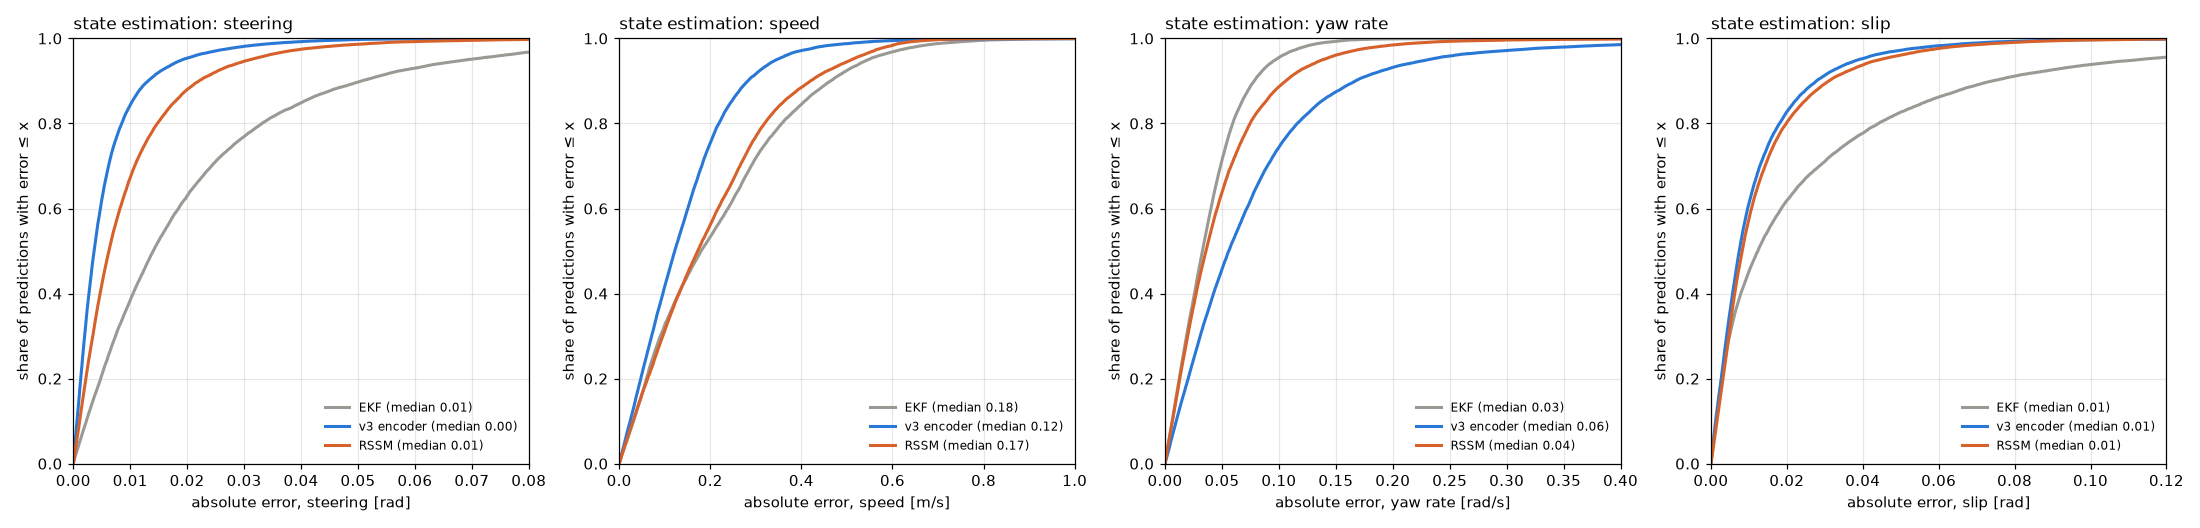 state estimation: steering
share of predictions with error ≤ x
1.0
0.8
0.6
0.4
0.2
0.0
EKF (median 0.01)
v3 encoder (median 0.00)
RSSM (median 0.01)
0.00 0.01 0.02 0.03 0.04 0.05 0.06 0.07 0.08
absolute error, steering [rad]
state estimation: speed
share of predictions with error ≤ x
1.0
0.8
0.6
0.4
0.2
0.0
EKF (median 0.18)
v3 encoder (median 0.12)
RSSM (median 0.17)
0.0 0.2 0.4 0.6 0.8 1.0
absolute error, speed [m/s]
state estimation: yaw rate
share of predictions with error ≤ x
1.0
0.8
0.6
0.4
0.2
0.0
EKF (median 0.03)
v3 encoder (median 0.06)
RSSM (median 0.04)
0.00 0.05 0.10 0.15 0.20 0.25 0.30 0.35 0.40
absolute error, yaw rate [rad/s]
state estimation: slip
share of predictions with error ≤ x
1.0
0.8
0.6
0.4
0.2
0.0
EKF (median 0.01)
v3 encoder (median 0.01)
RSSM (median 0.01)
0.00 0.02 0.04 0.06 0.08 0.10 0.12
absolute error, slip [rad]